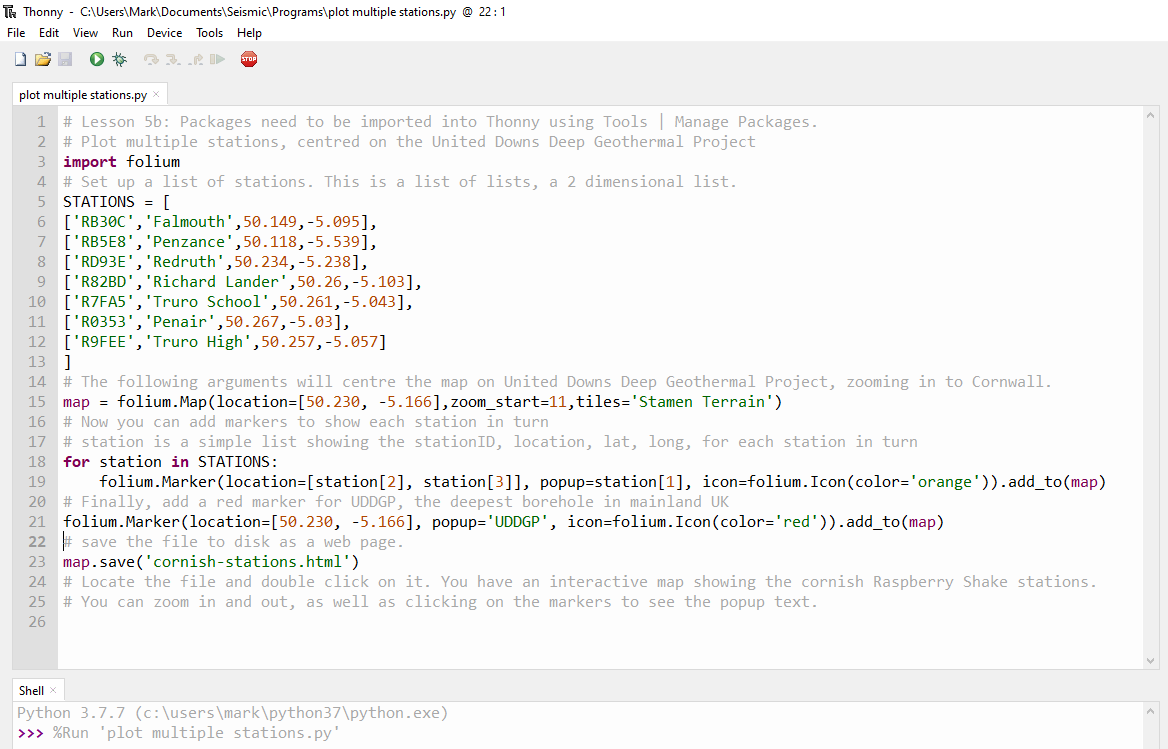 Thonny - C:\Users\Mark\Documents\Seismic\Programs\plot multiple stations.py @ 22 : 1
File Edit View Run Device Tools Help
STOP
plot multiple stations.py ×
1 # Lesson 5b: Packages need to be imported into Thonny using Tools | Manage Packages.
2 # Plot multiple stations, centred on the United Downs Deep Geothermal Project
3 import folium
4 # Set up a list of stations. This is a list of lists, a 2 dimensional list.
5 STATIONS = [
6 ['RB30C','Falmouth',50.149,-5.095],
7 ['RB5E8','Penzance',50.118,-5.539],
8 ['RD93E','Redruth',50.234,-5.238],
9 ['R82BD','Richard Lander',50.26,-5.103],
10 ['R7FA5','Truro School',50.261,-5.043],
11 ['R0353','Penair',50.267,-5.03],
12 ['R9FEE','Truro High',50.257,-5.057]
13 ]
14 # The following arguments will centre the map on United Downs Deep Geothermal Project, zooming in to Cornwall.
15 map = folium.Map(location=[50.230, -5.166],zoom_start=11,tiles='Stamen Terrain')
16 # Now you can add markers to show each station in turn
17 # station is a simple list showing the stationID, location, lat, long, for each station in turn
18 for station in STATIONS:
19     folium.Marker(location=[station[2], station[3]], popup=station[1], icon=folium.Icon(color='orange')).add_to(map)
20 # Finally, add a red marker for UDDGP, the deepest borehole in mainland UK
21 folium.Marker(location=[50.230, -5.166], popup='UDDGP', icon=folium.Icon(color='red')).add_to(map)
22 # save the file to disk as a web page.
23 map.save('cornish-stations.html')
24 # Locate the file and double click on it. You have an interactive map showing the cornish Raspberry Shake stations.
25 # You can zoom in and out, as well as clicking on the markers to see the popup text.
26
Shell ×
Python 3.7.7 (c:\users\mark\python37\python.exe)
>>> %Run 'plot multiple stations.py'